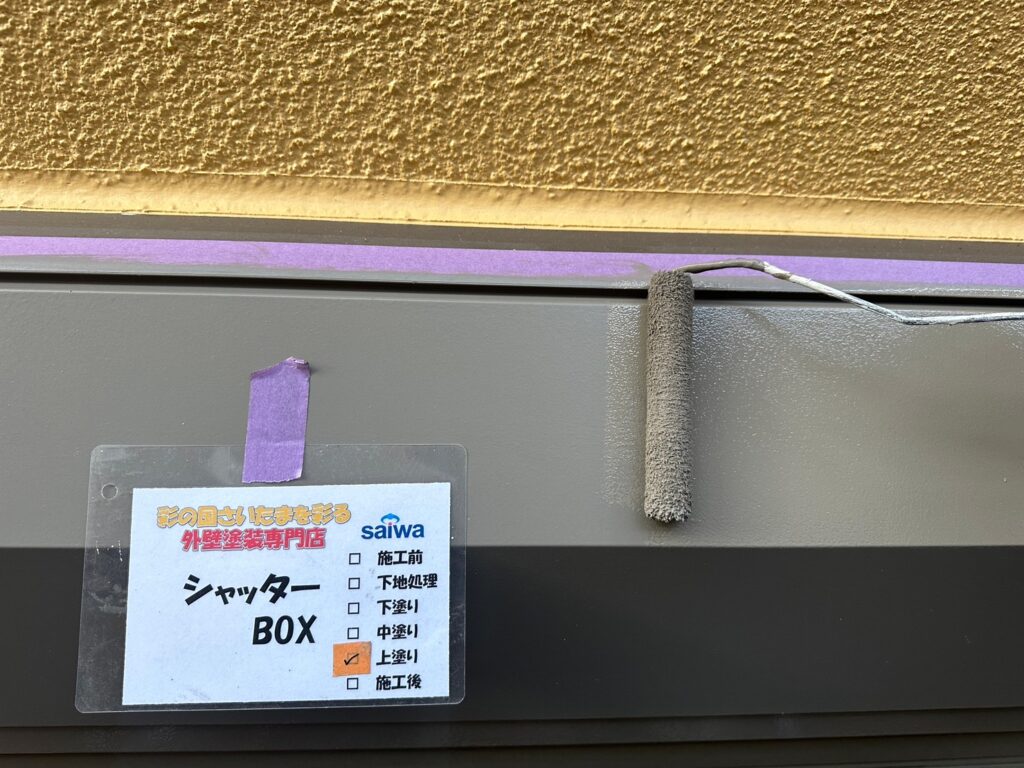 彩の国さいたまを彩る
外壁塗装専門店
saiwa
シャッター
BOX
□ 施工前
□ 下地処理
□ 下塗り
□ 中塗り
☑ 上塗り
□ 施工後